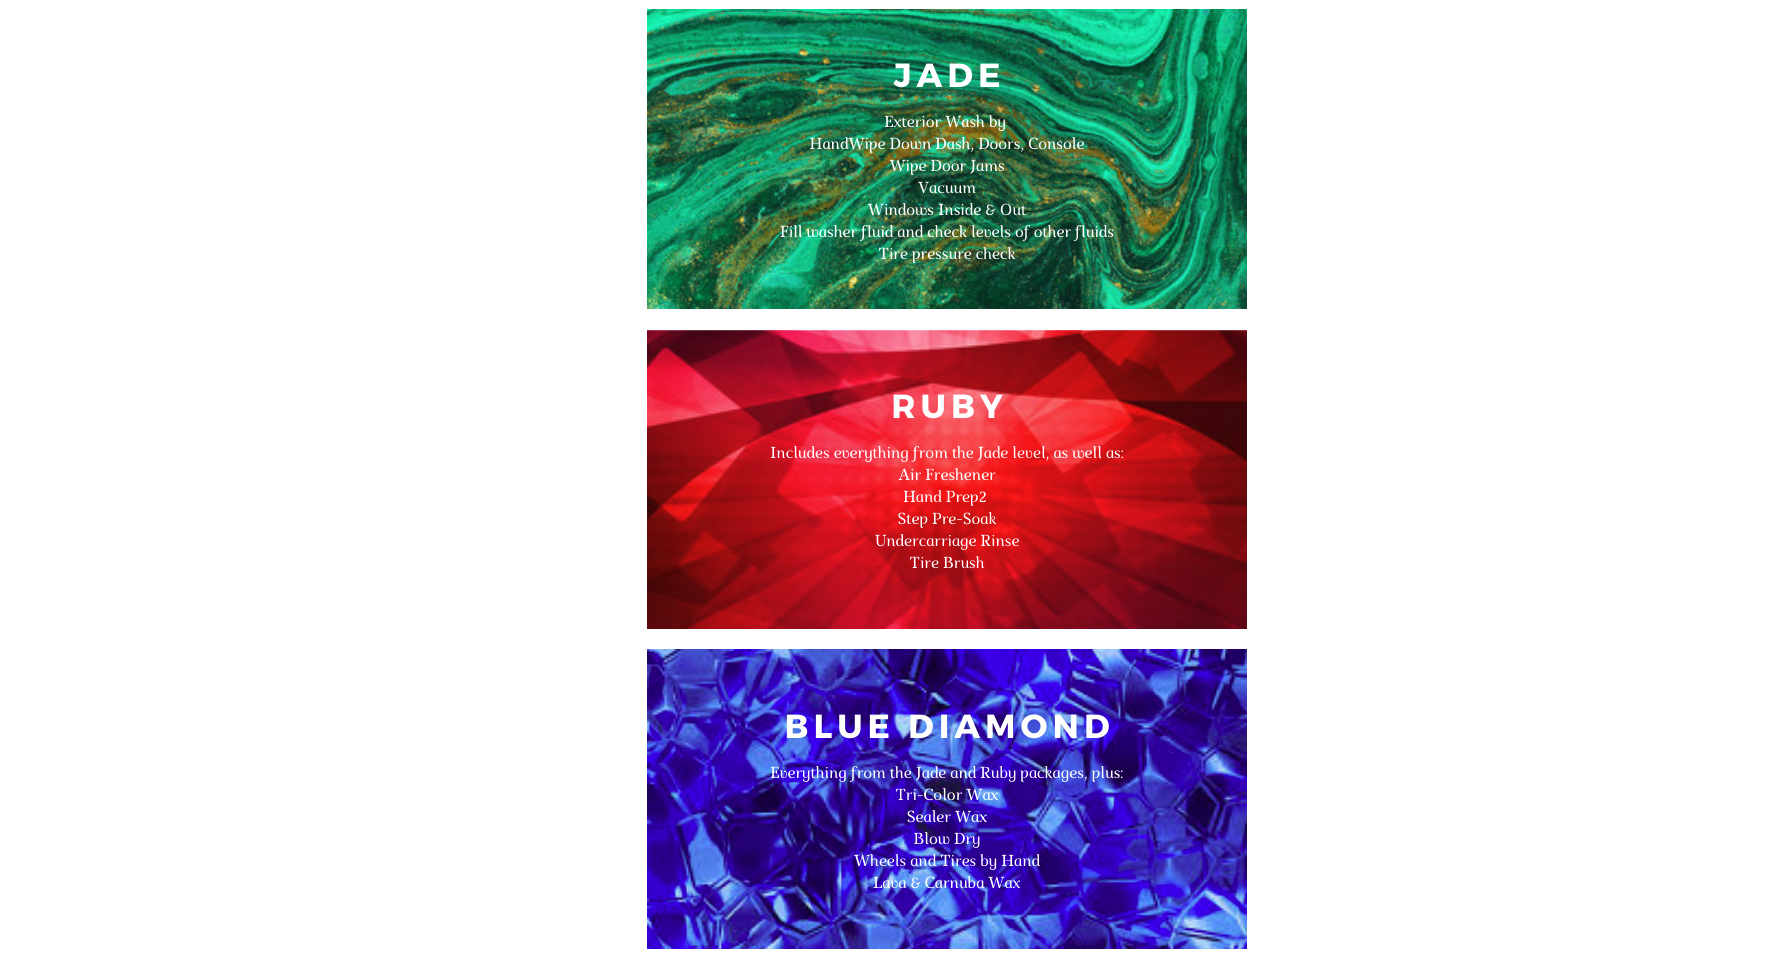 JADE
Exterior Wash by
HandWipe Down Dash, Doors, Console
Wipe Door Jams
Vacuum
Windows Inside & Out
Fill washer fluid and check levels of other fluids
Tire pressure check
RUBY
Includes everything from the Jade level, as well as:
Air Freshener
Hand Prep2
Step Pre-Soak
Undercarriage Rinse
Tire Brush
BLUE DIAMOND
Everything from the Jade and Ruby packages, plus:
Tri-Color Wax
Sealer Wax
Blow Dry
Wheels and Tires by Hand
Lava & Carnuba Wax